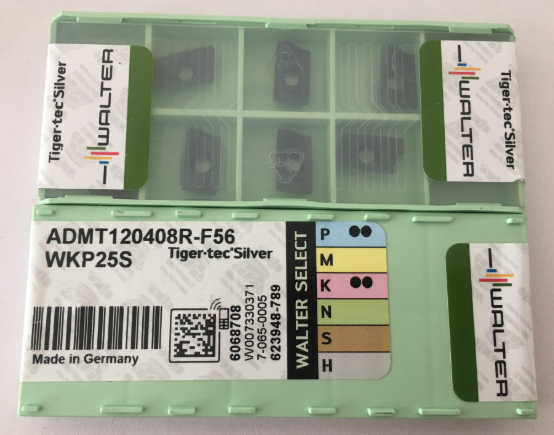 Tiger·tec®Silver
WALTER
WALTER
Tiger·tec®Silver
ADMT120408R-F56
WKP25S
Tiger·tec®Silver
Made in Germany
6068708
W007330371
7-065-0005
623948-789
WALTER SELECT
P
M
K
N
S
H
WALTER